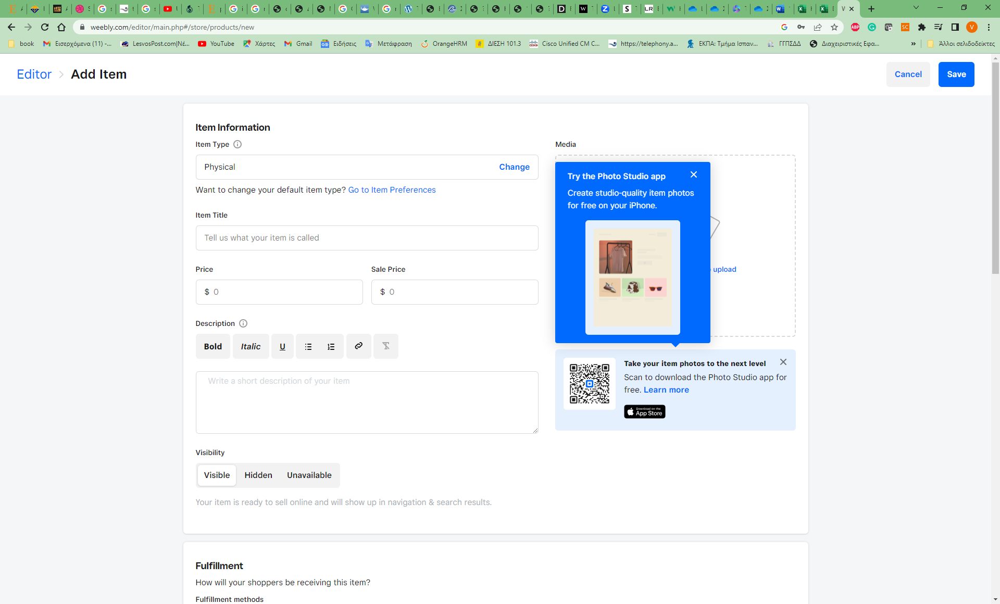 weebly.com/editor/main.php#/store/products/new
book
Εισερχόμενα (11) -...
LesvosPost.com|Νέ...
YouTube
Χάρτες
Gmail
Ειδήσεις
Μετάφραση
OrangeHRM
ΔΙΕΣΗ 101.3
Cisco Unified CM C...
https://telephony.a...
ΕΚΠΑ: Τμήμα Ισπαν...
ΓΓΠΣΔΔ
Διαχειριστικές Εφα...
»
Άλλοι σελιδοδείκτες
Editor > Add Item
Cancel
Save
Item Information
Item Type
Physical
Change
Want to change your default item type? Go to Item Preferences
Item Title
Tell us what your item is called
Price
Sale Price
$ 0
$ 0
Description
Bold
Italic
U
Write a short description of your item
Visibility
Visible
Hidden
Unavailable
Your item is ready to sell online and will show up in navigation & search results.
Media
Try the Photo Studio app
Create studio-quality item photos
for free on your iPhone.
upload
Take your item photos to the next level
Scan to download the Photo Studio app for
free. Learn more
Download on the
App Store
Fulfillment
How will your shoppers be receiving this item?
Fulfillment methods